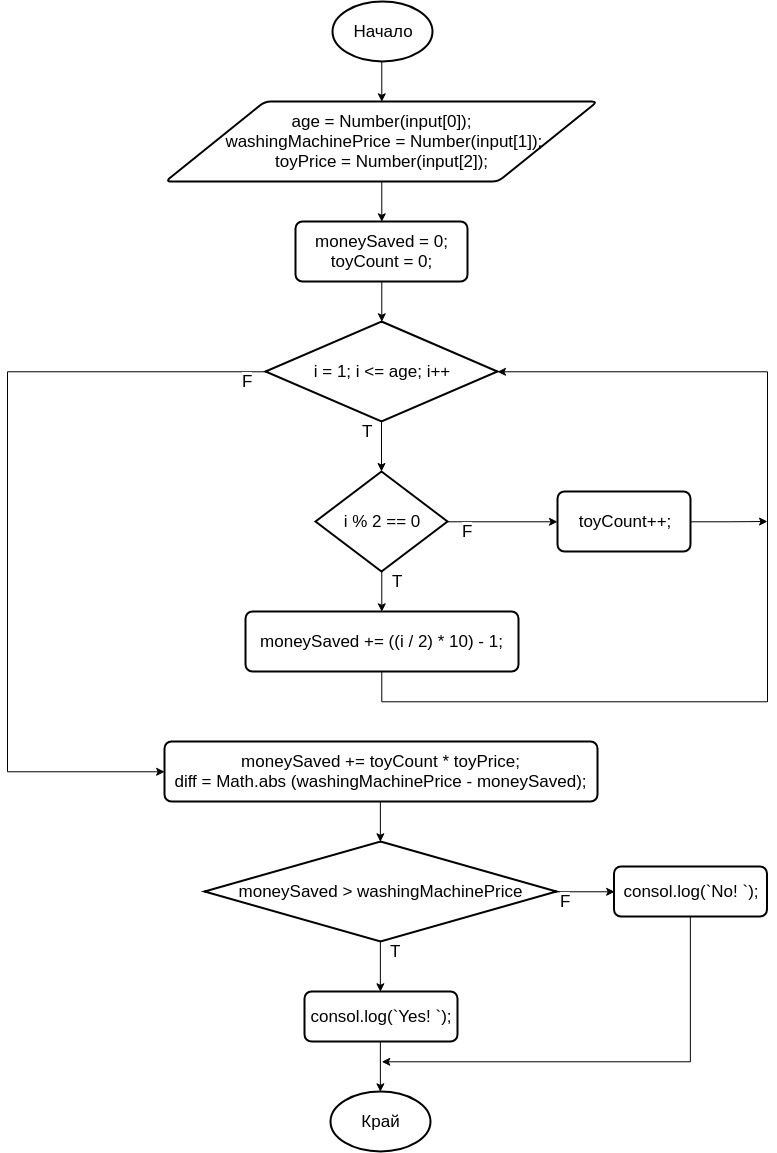 Начало
age = Number(input[0]);
washingMachinePrice = Number(input[1]);
toyPrice = Number(input[2]);
moneySaved = 0;
toyCount = 0;
i = 1; i <= age; i++
F
T
i % 2 == 0
F
toyCount++;
T
moneySaved += ((i / 2) * 10) - 1;
moneySaved += toyCount * toyPrice;
diff = Math.abs (washingMachinePrice - moneySaved);
moneySaved > washingMachinePrice
F
consol.log(`No! `);
T
consol.log(`Yes! `);
Край